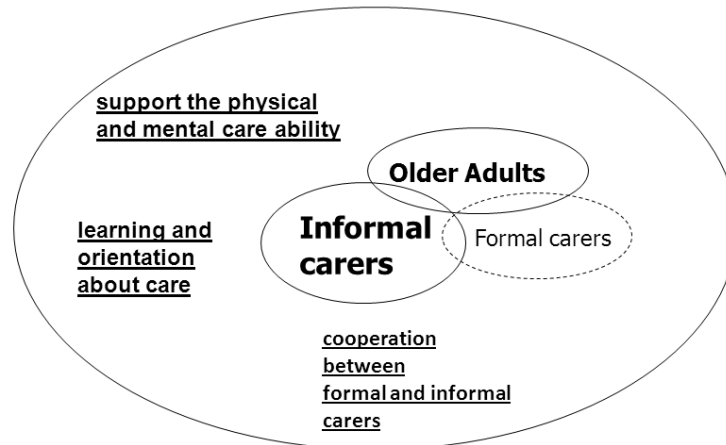 support the physical
and mental care ability
Older Adults
Informal
carers
Formal carers
learning and
orientation
about care
cooperation
between
formal and informal
carers